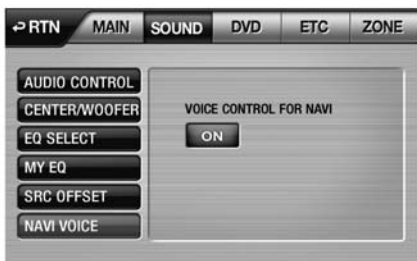 RTN MAIN SOUND DVD ETC ZONE
AUDIO CONTROL
CENTER/WOOFER
EQ SELECT
MY EQ
SRC OFFSET
NAVI VOICE
VOICE CONTROL FOR NAVI
ON